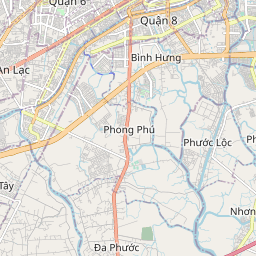 Quận 6
Quận 8
An Lạc
Bình Hưng
Phong Phú
Phước Lộc
Tây
Nhơn
Đa Phước